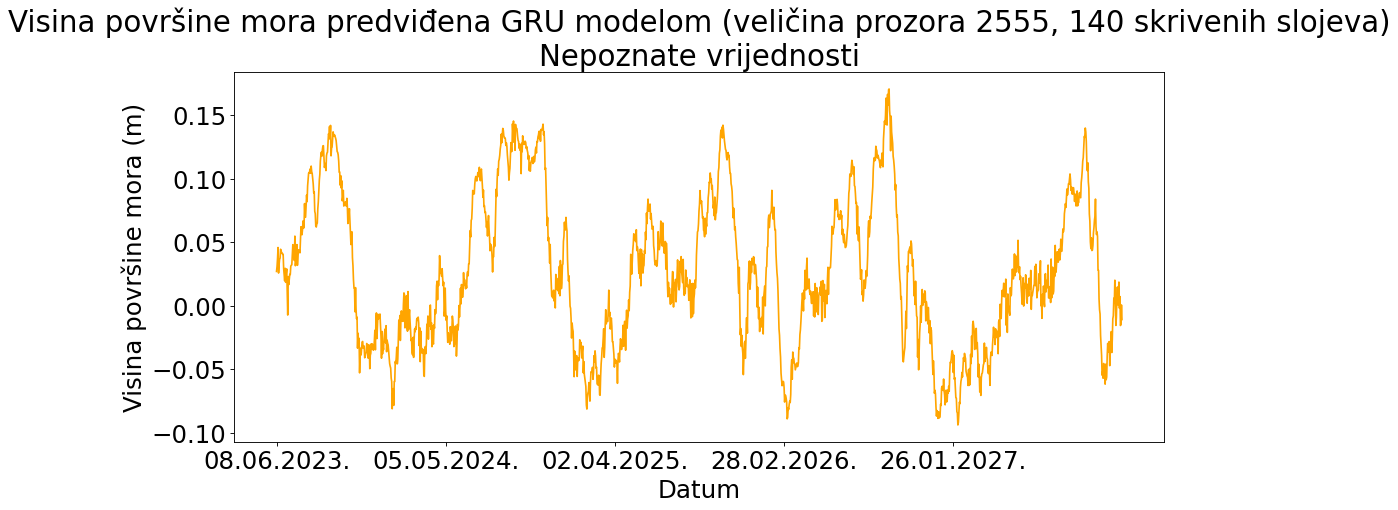 Visina površine mora predviđena GRU modelom (veličina prozora 2555, 140 skrivenih slojeva)
Nepoznate vrijednosti
Visina površine mora (m)
0.15
0.10
0.05
0.00
−0.05
−0.10
08.06.2023. 05.05.2024. 02.04.2025. 28.02.2026. 26.01.2027.
Datum